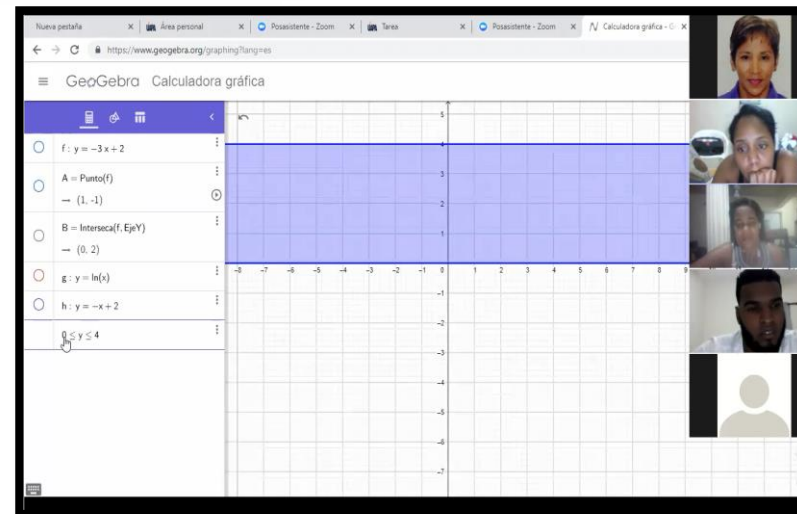 Nueva pestaña Área personal Posasistente - Zoom Tarea Posasistente - Zoom Calculadora gráfica - G
https://www.geogebra.org/graphing?lang=es
GeoGebra Calculadora gráfica
f : y = −3 x + 2
A = Punto(f)
→ (1, -1)
B = Interseca(f, EjeY)
→ (0, 2)
g : y = ln(x)
h : y = −x + 2
0 ≤ y ≤ 4
5
4
3
2
1
−8 −7 −6 −5 −4 −3 −2 −1 0 1 2 3 4 5 6 7 8 9
−1
−2
−3
−4
−5
−6
−7